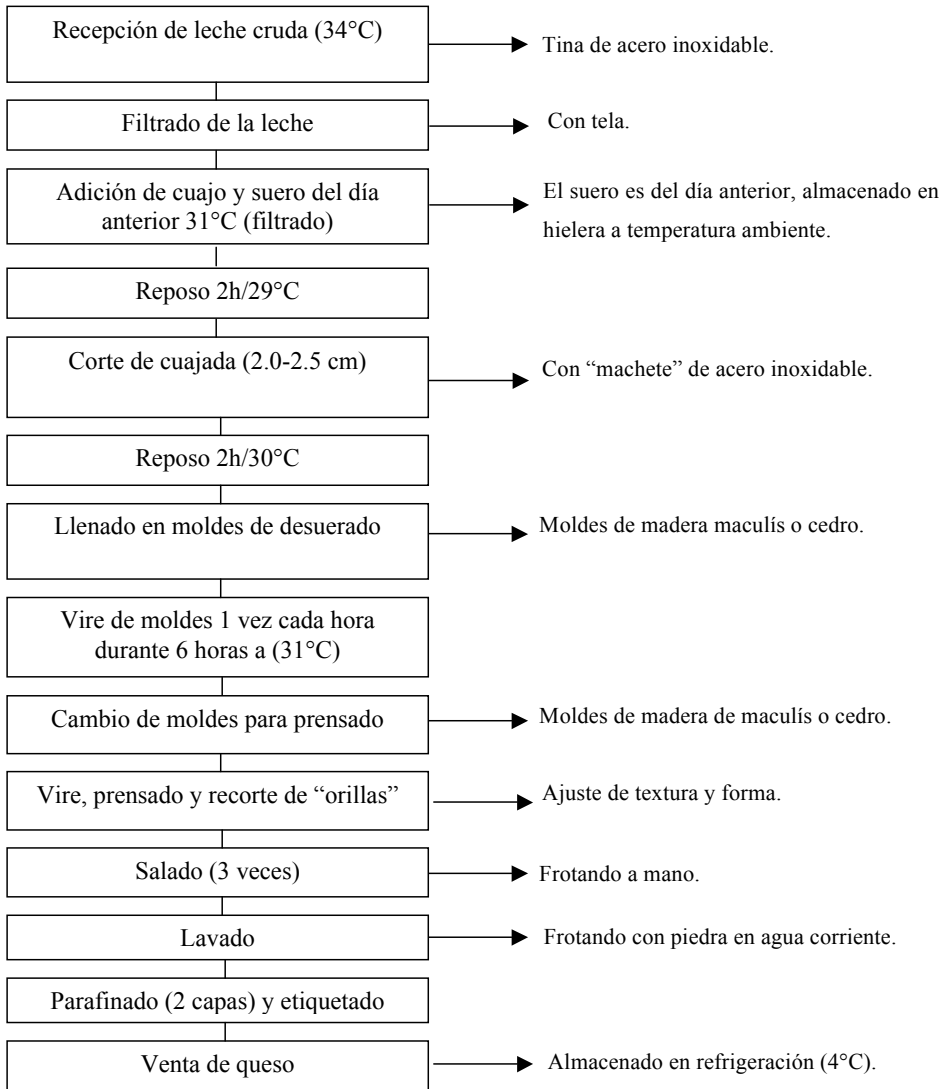 Recepción de leche cruda (34°C)
Tina de acero inoxidable.
Filtrado de la leche
Con tela.
Adición de cuajo y suero del día
anterior 31°C (filtrado)
El suero es del día anterior, almacenado en
hielera a temperatura ambiente.
Reposo 2h/29°C
Corte de cuajada (2.0-2.5 cm)
Con “machete” de acero inoxidable.
Reposo 2h/30°C
Llenado en moldes de desuerado
Moldes de madera maculís o cedro.
Vire de moldes 1 vez cada hora
durante 6 horas a (31°C)
Cambio de moldes para prensado
Moldes de madera de maculís o cedro.
Vire, prensado y recorte de “orillas”
Ajuste de textura y forma.
Salado (3 veces)
Frotando a mano.
Lavado
Frotando con piedra en agua corriente.
Parafinado (2 capas) y etiquetado
Venta de queso
Almacenado en refrigeración (4°C).